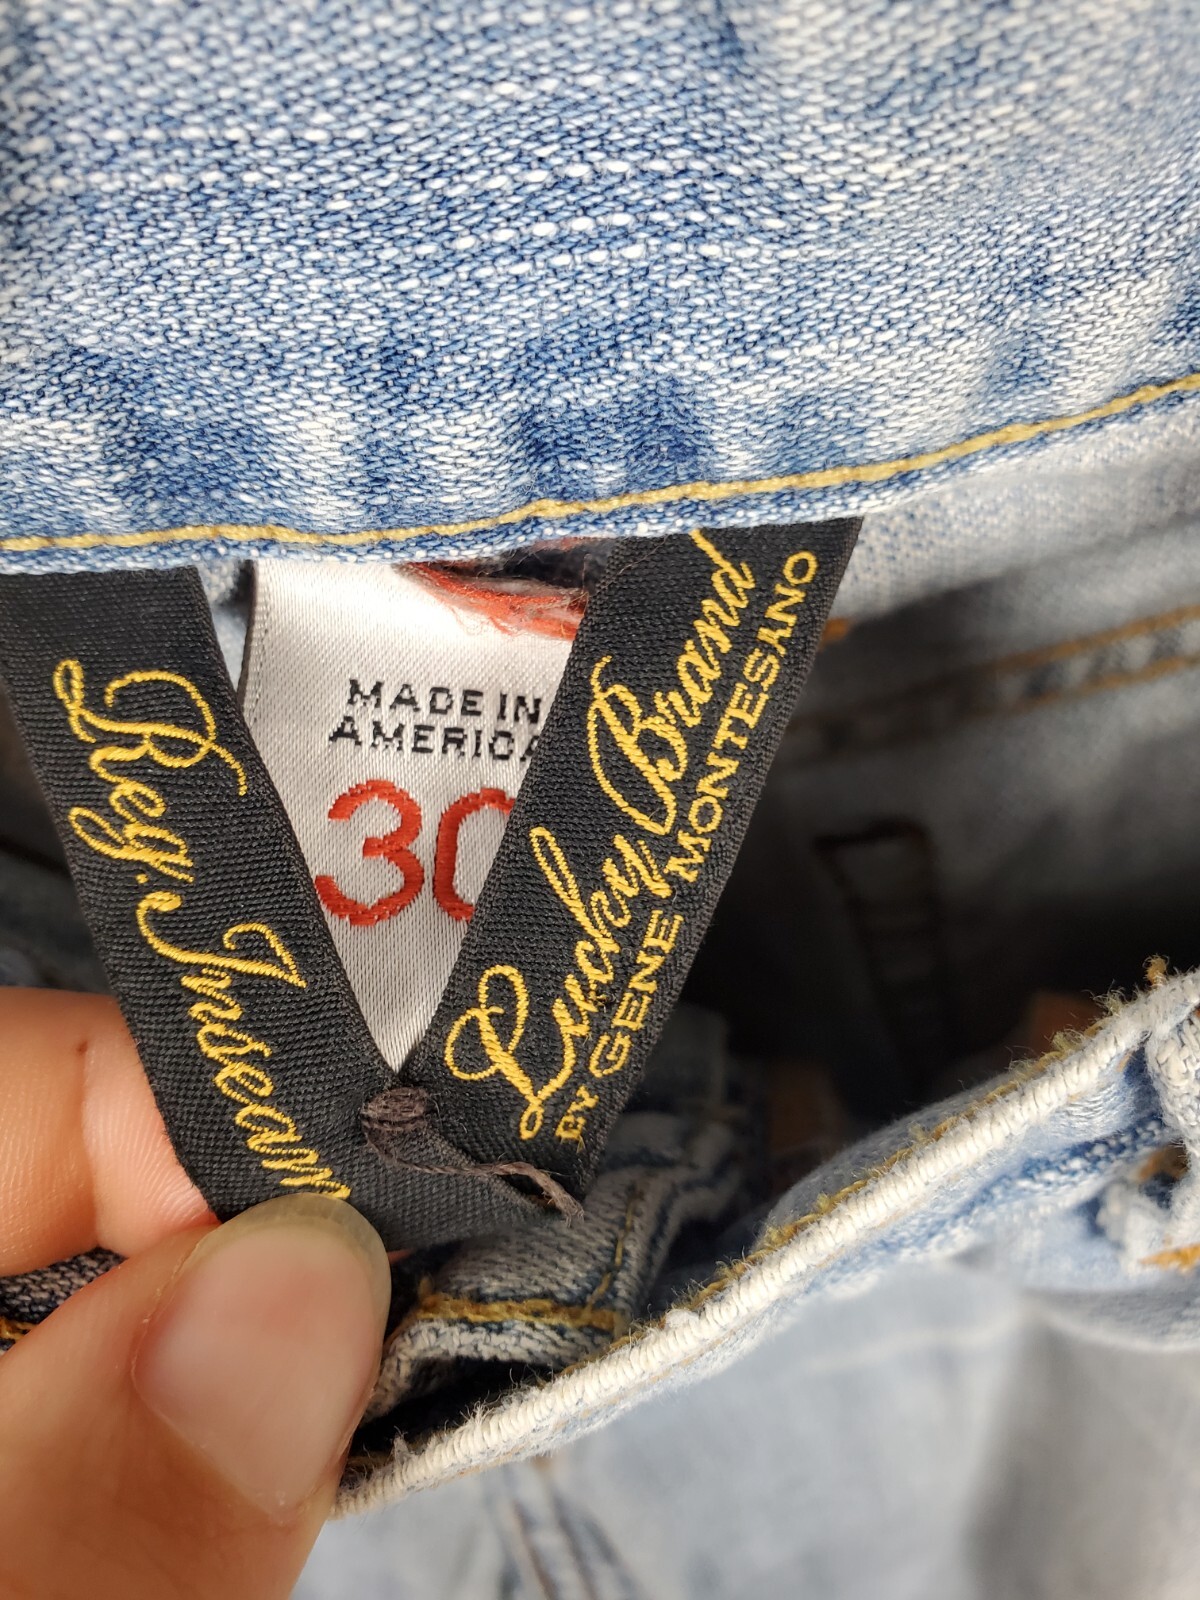 Reg. Inseam
MADE IN
AMERICA
30
Lucky Brand
BY GENE MONTESANO